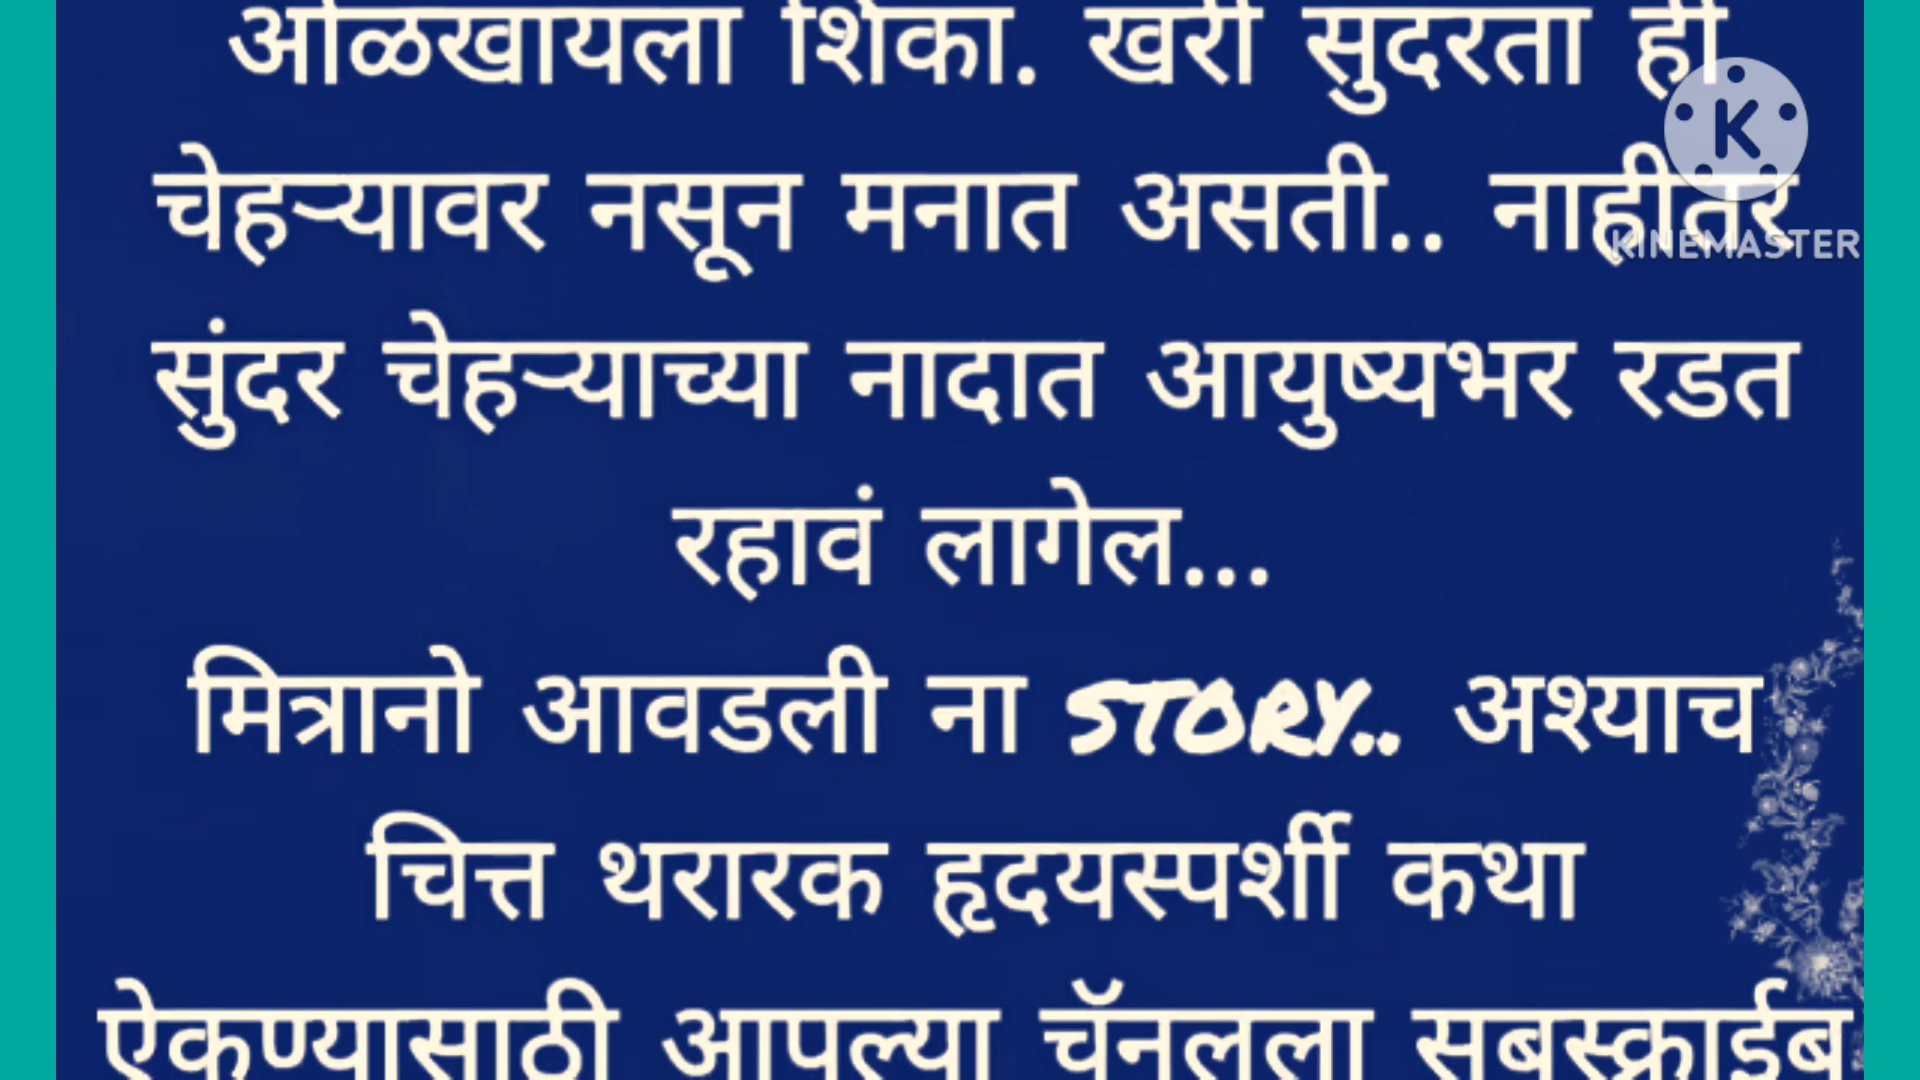 ओळखायला शिका. खरी सुंदरता ही
चेहऱ्यावर नसून मनात असती.. नाहीतर
सुंदर चेहऱ्याच्या नादात आयुष्यभर रडत
रहावं लागेल...
मित्रानो आवडली ना STORY.. अश्याच
चित्त थरारक हृदयस्पर्शी कथा
ऐकण्यासाठी आपल्या चॅनलला सबस्क्राईब
K
KINEMASTER